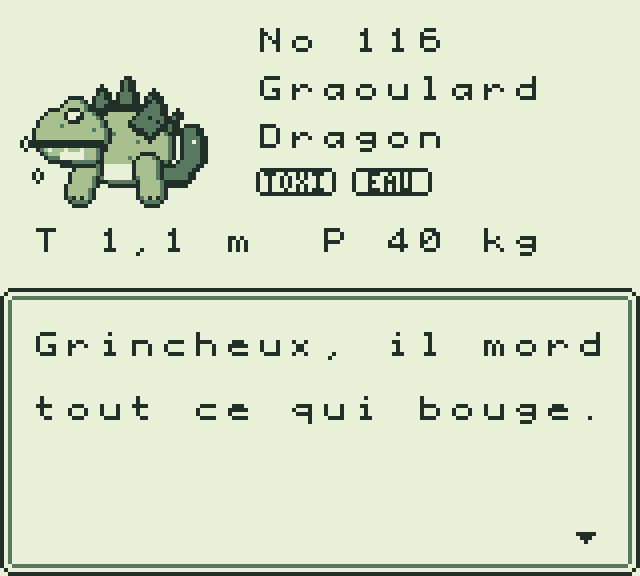 No 116
Graoulard
Dragon
TOXI EAU
T 1,1 m P 40 kg
Grincheux, il mord
tout ce qui bouge.